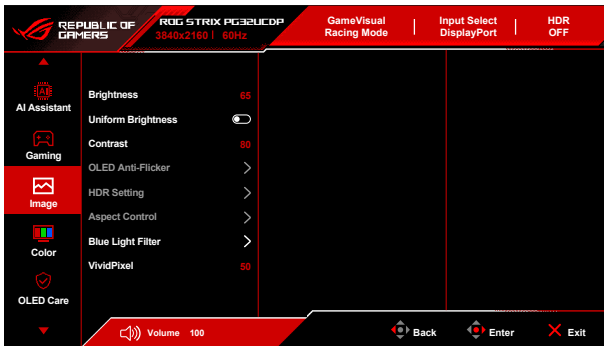 REPUBLIC OF
GAMERS
ROG STRIX PG32UCDP
3840x2160 | 60Hz
GameVisual
Racing Mode
Input Select
DisplayPort
HDR
OFF
AI
AI Assistant
Gaming
Image
Color
OLED Care
Brightness 65
Uniform Brightness
Contrast 80
OLED Anti-Flicker
HDR Setting
Aspect Control
Blue Light Filter
VividPixel 50
Volume 100
Back
Enter
Exit